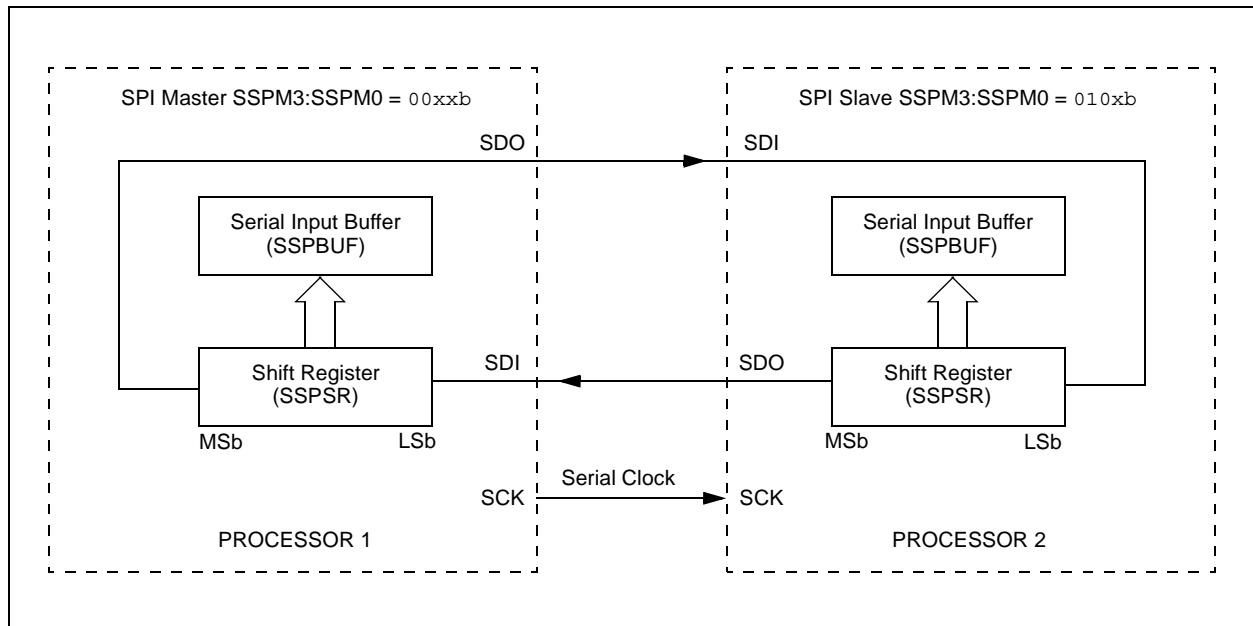 SPI Master SSPM3:SSPM0 = 00xxb
SPI Slave SSPM3:SSPM0 = 010xb
SDO
SDI
Serial Input Buffer
(SSPBUF)
Serial Input Buffer
(SSPBUF)
Shift Register
(SSPSR)
SDI
SDO
Shift Register
(SSPSR)
MSb
LSb
MSb
LSb
SCK
Serial Clock
SCK
PROCESSOR 1
PROCESSOR 2